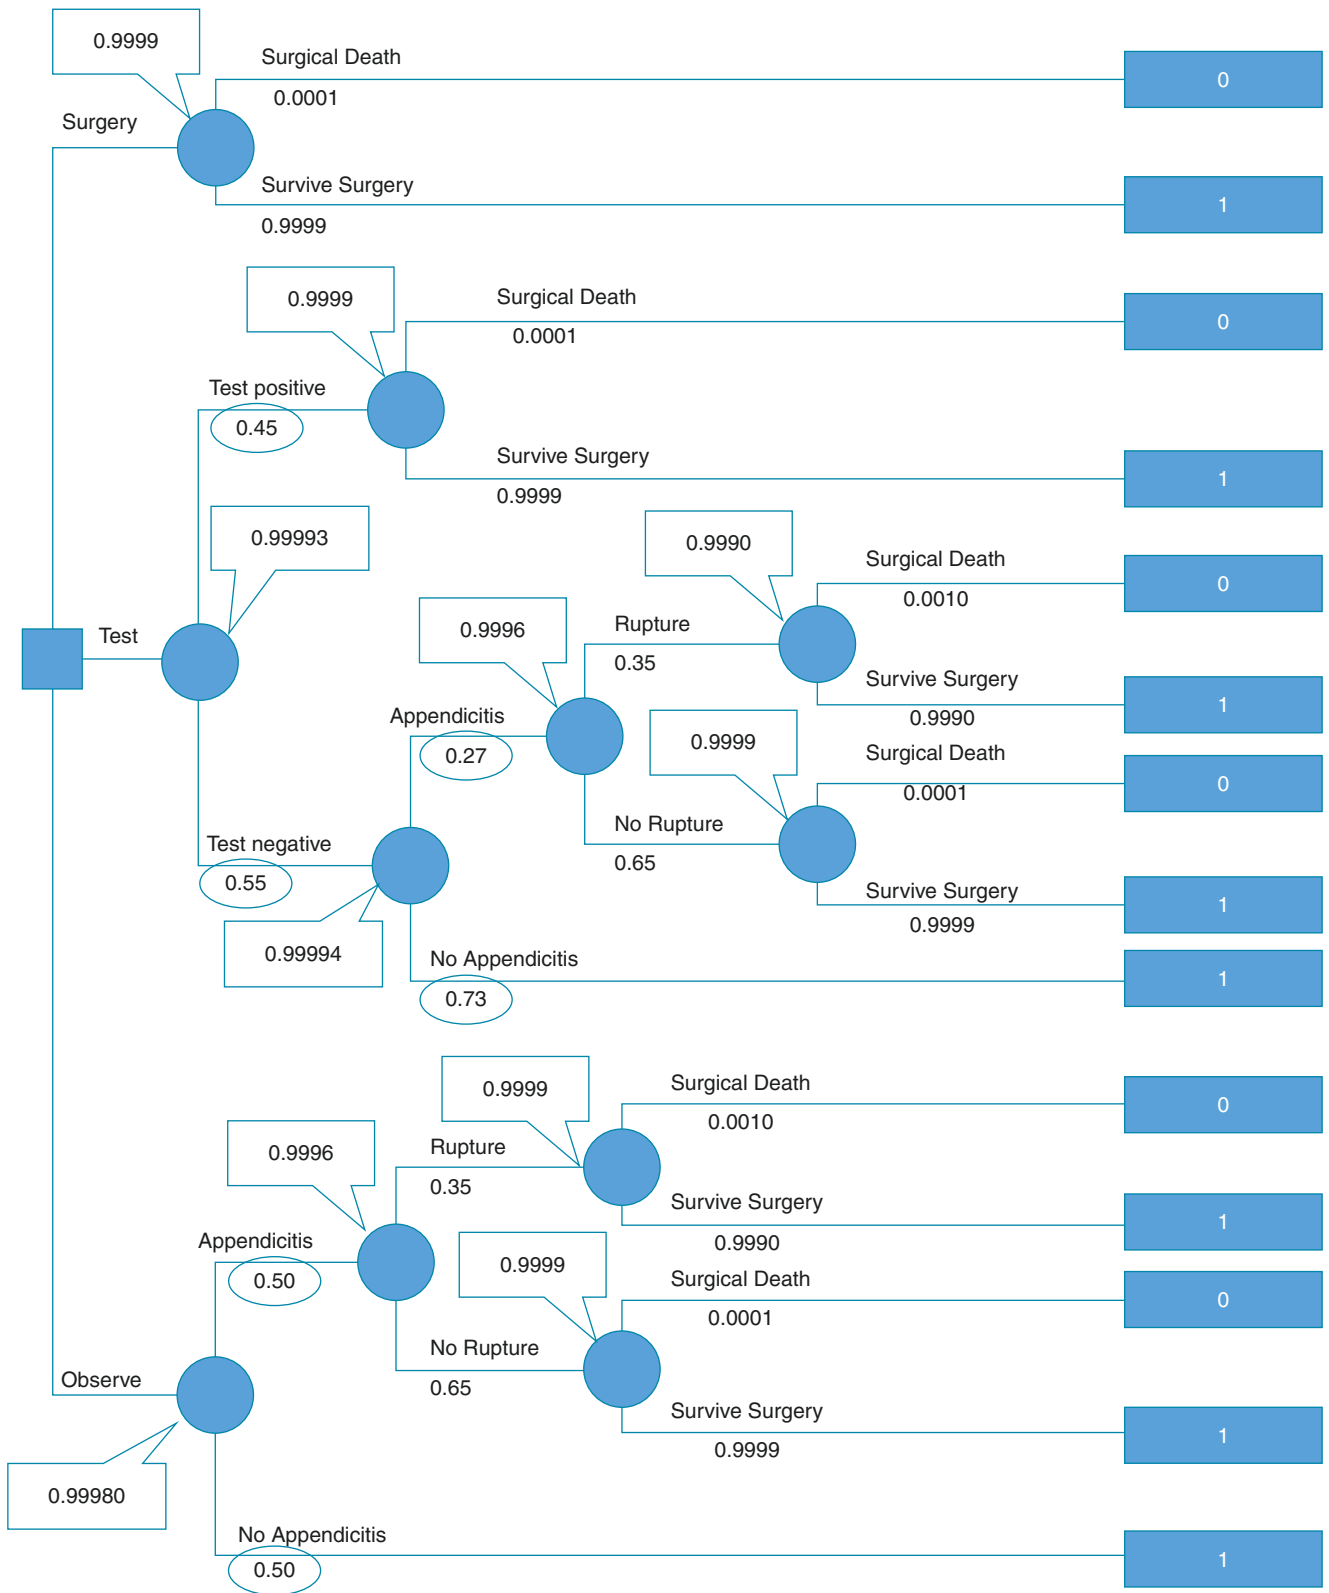 0.9999
Surgical Death
0
0.0001
Surgery
Survive Surgery
1
0.9999
0.9999
Surgical Death
0
0.0001
Test positive
0.45
Survive Surgery
1
0.9999
0.99993
0.9990
Surgical Death
0
0.0010
0.9996
Rupture
0.35
Test
Survive Surgery
1
0.9990
Appendicitis
0.27
0.9999
Surgical Death
0
0.0001
No Rupture
0.65
Test negative
0.55
Survive Surgery
1
0.9999
0.99994
No Appendicitis
1
0.73
0.9999
Surgical Death
0
0.0010
0.9996
Rupture
0.35
Survive Surgery
1
0.9990
Appendicitis
0.50
0.9999
Surgical Death
0
0.0001
No Rupture
0.65
Observe
Survive Surgery
1
0.9999
0.99980
No Appendicitis
1
0.50